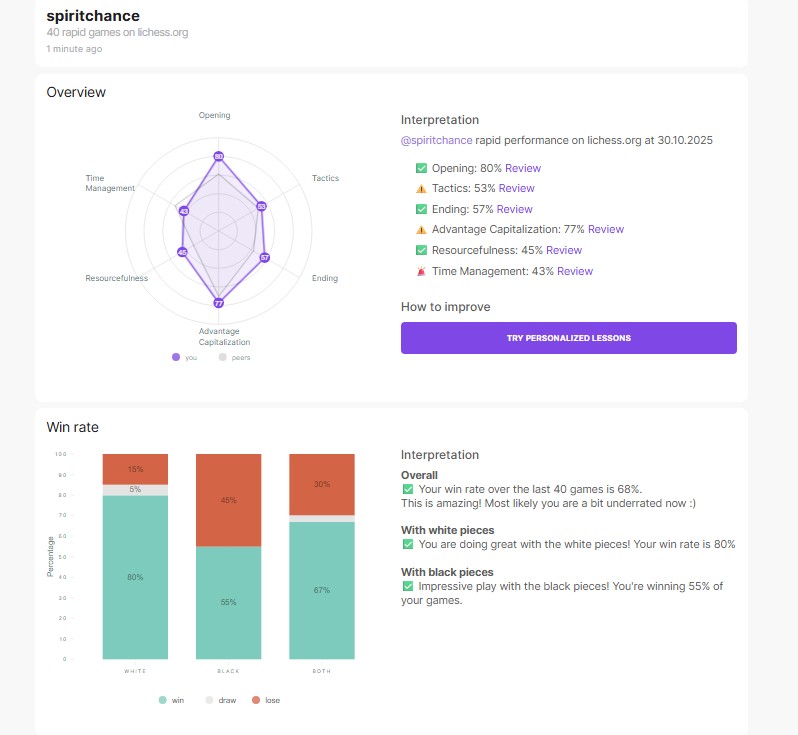 spiritchance
40 rapid games on lichess.org
1 minute ago
Overview
Opening
Time
Management
Tactics
80
43
53
45
57
77
Resourcefulness
Ending
Advantage
Capitalization
you
peers
Interpretation
@spiritchance rapid performance on lichess.org at 30.10.2025
Opening: 80% Review
Tactics: 53% Review
Ending: 57% Review
Advantage Capitalization: 77% Review
Resourcefulness: 45% Review
Time Management: 43% Review
How to improve
TRY PERSONALIZED LESSONS
Win rate
Percentage
100
90
80
70
60
50
40
30
20
10
0
15%
5%
80%
45%
55%
30%
67%
WHITE
BLACK
BOTH
win
draw
lose
Interpretation
Overall
✅ Your win rate over the last 40 games is 68%.
This is amazing! Most likely you are a bit underrated now :)
With white pieces
✅ You are doing great with the white pieces! Your win rate is 80%
With black pieces
✅ Impressive play with the black pieces! You're winning 55% of
your games.